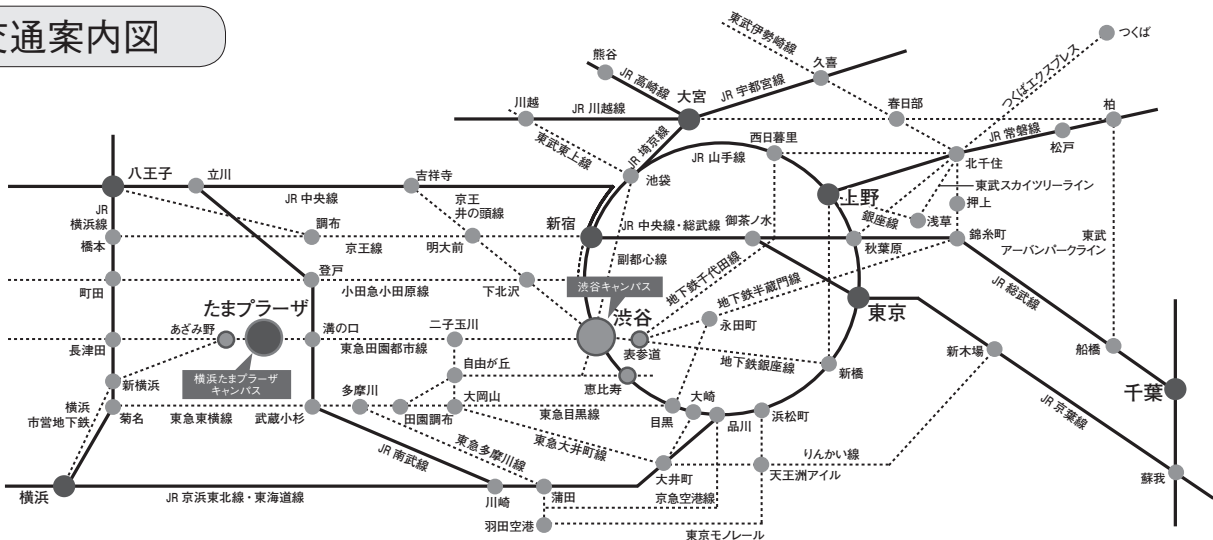 交通案内図
つくば
東武伊勢崎線
久喜
つくばエクスプレス
熊谷
JR 高崎線
大宮
JR 宇都宮線
川越
JR 川越線
春日部
柏
東武東上線
JR 埼京線
西日暮里
JR 山手線
JR 常磐線
松戸
北千住
池袋
東武スカイツリーライン
八王子
立川
吉祥寺
上野
押上
浅草
銀座線
JR 中央線
京王
井の頭線
JR
横浜線
調布
新宿
JR 中央線・総武線
御茶ノ水
秋葉原
錦糸町
東武
アーバンパークライン
橋本
京王線
明大前
副都心線
地下鉄千代田線
登戸
町田
小田急小田原線
下北沢
渋谷キャンパス
地下鉄半蔵門線
JR 総武線
たまプラーザ
渋谷
永田町
東京
あざみ野
溝の口
二子玉川
長津田
東急田園都市線
表参道
地下鉄銀座線
新橋
新木場
船橋
自由が丘
恵比寿
新横浜
横浜たまプラーザ
キャンパス
千葉
多摩川
大岡山
大崎
横浜
市営地下鉄
菊名
東急東横線
武蔵小杉
田園調布
東急目黒線
目黒
品川
浜松町
JR 京葉線
JR 南武線
東急多摩川線
東急大井町線
りんかい線
大井町
天王洲アイル
蘇我
横浜
JR 京浜東北線・東海道線
川崎
蒲田
京急空港線
羽田空港
東京モノレール